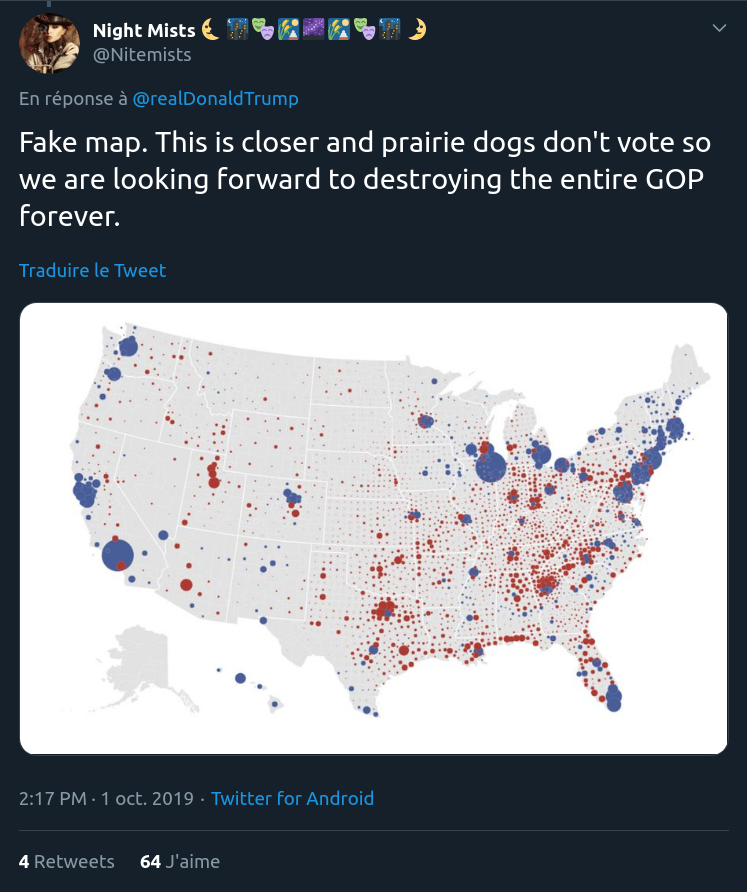 Night Mists
@Nitemists
En réponse à @realDonaldTrump
Fake map. This is closer and prairie dogs don't vote so
we are looking forward to destroying the entire GOP
forever.
Traduire le Tweet
2:17 PM · 1 oct. 2019 · Twitter for Android
4 Retweets 64 J'aime